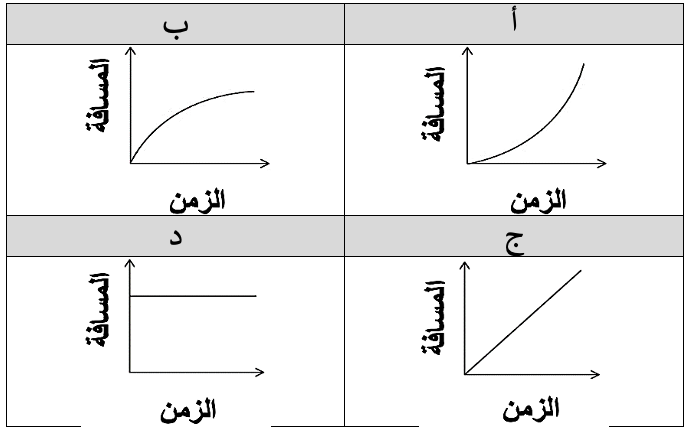 أ
ب
المسافة
الزمن
المسافة
الزمن
ج
د
المسافة
الزمن
المسافة
الزمن